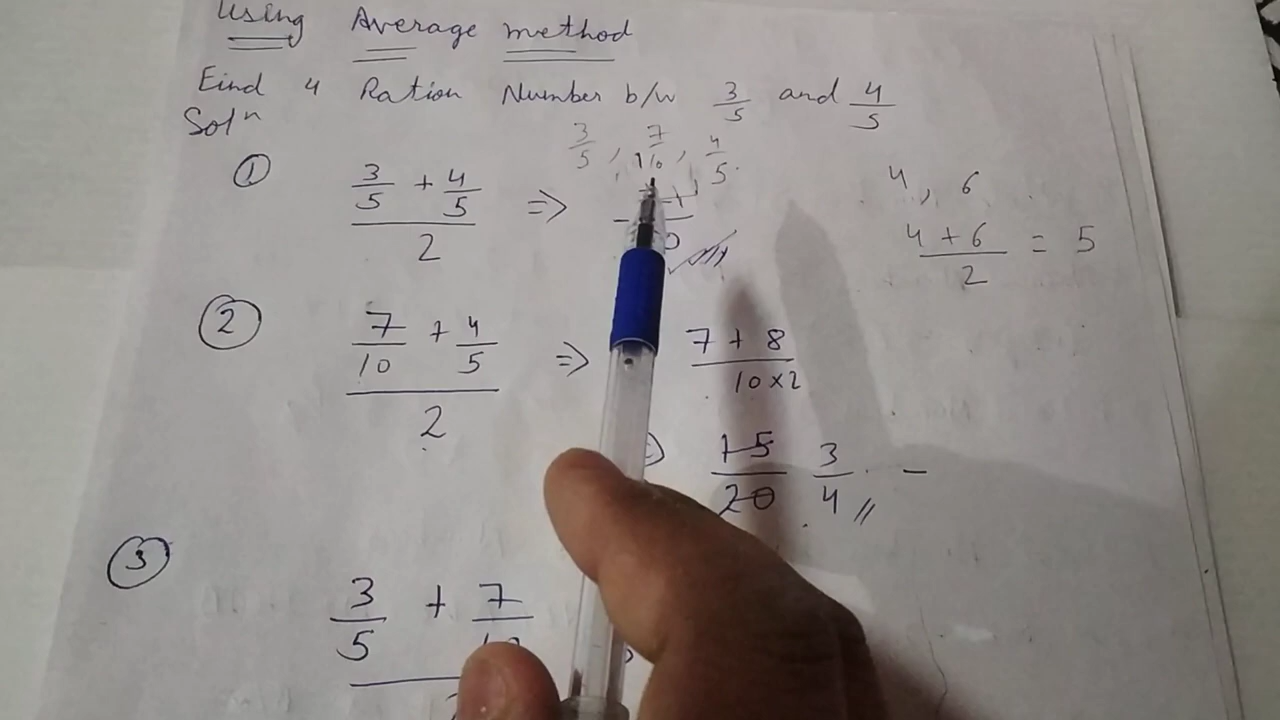 Using Average method
Find 4 Ration Number b/w 3/5 and 4/5
Solⁿ
3/5 , 7/10 , 4/5
① (3/5 + 4/5)/2 ⇒
4 , 6
(4 + 6)/2 = 5
② (7/10 + 4/5)/2 ⇒ (7 + 8)/(10×2)
15/20 3/4 // -
③ 3/5 + 7/